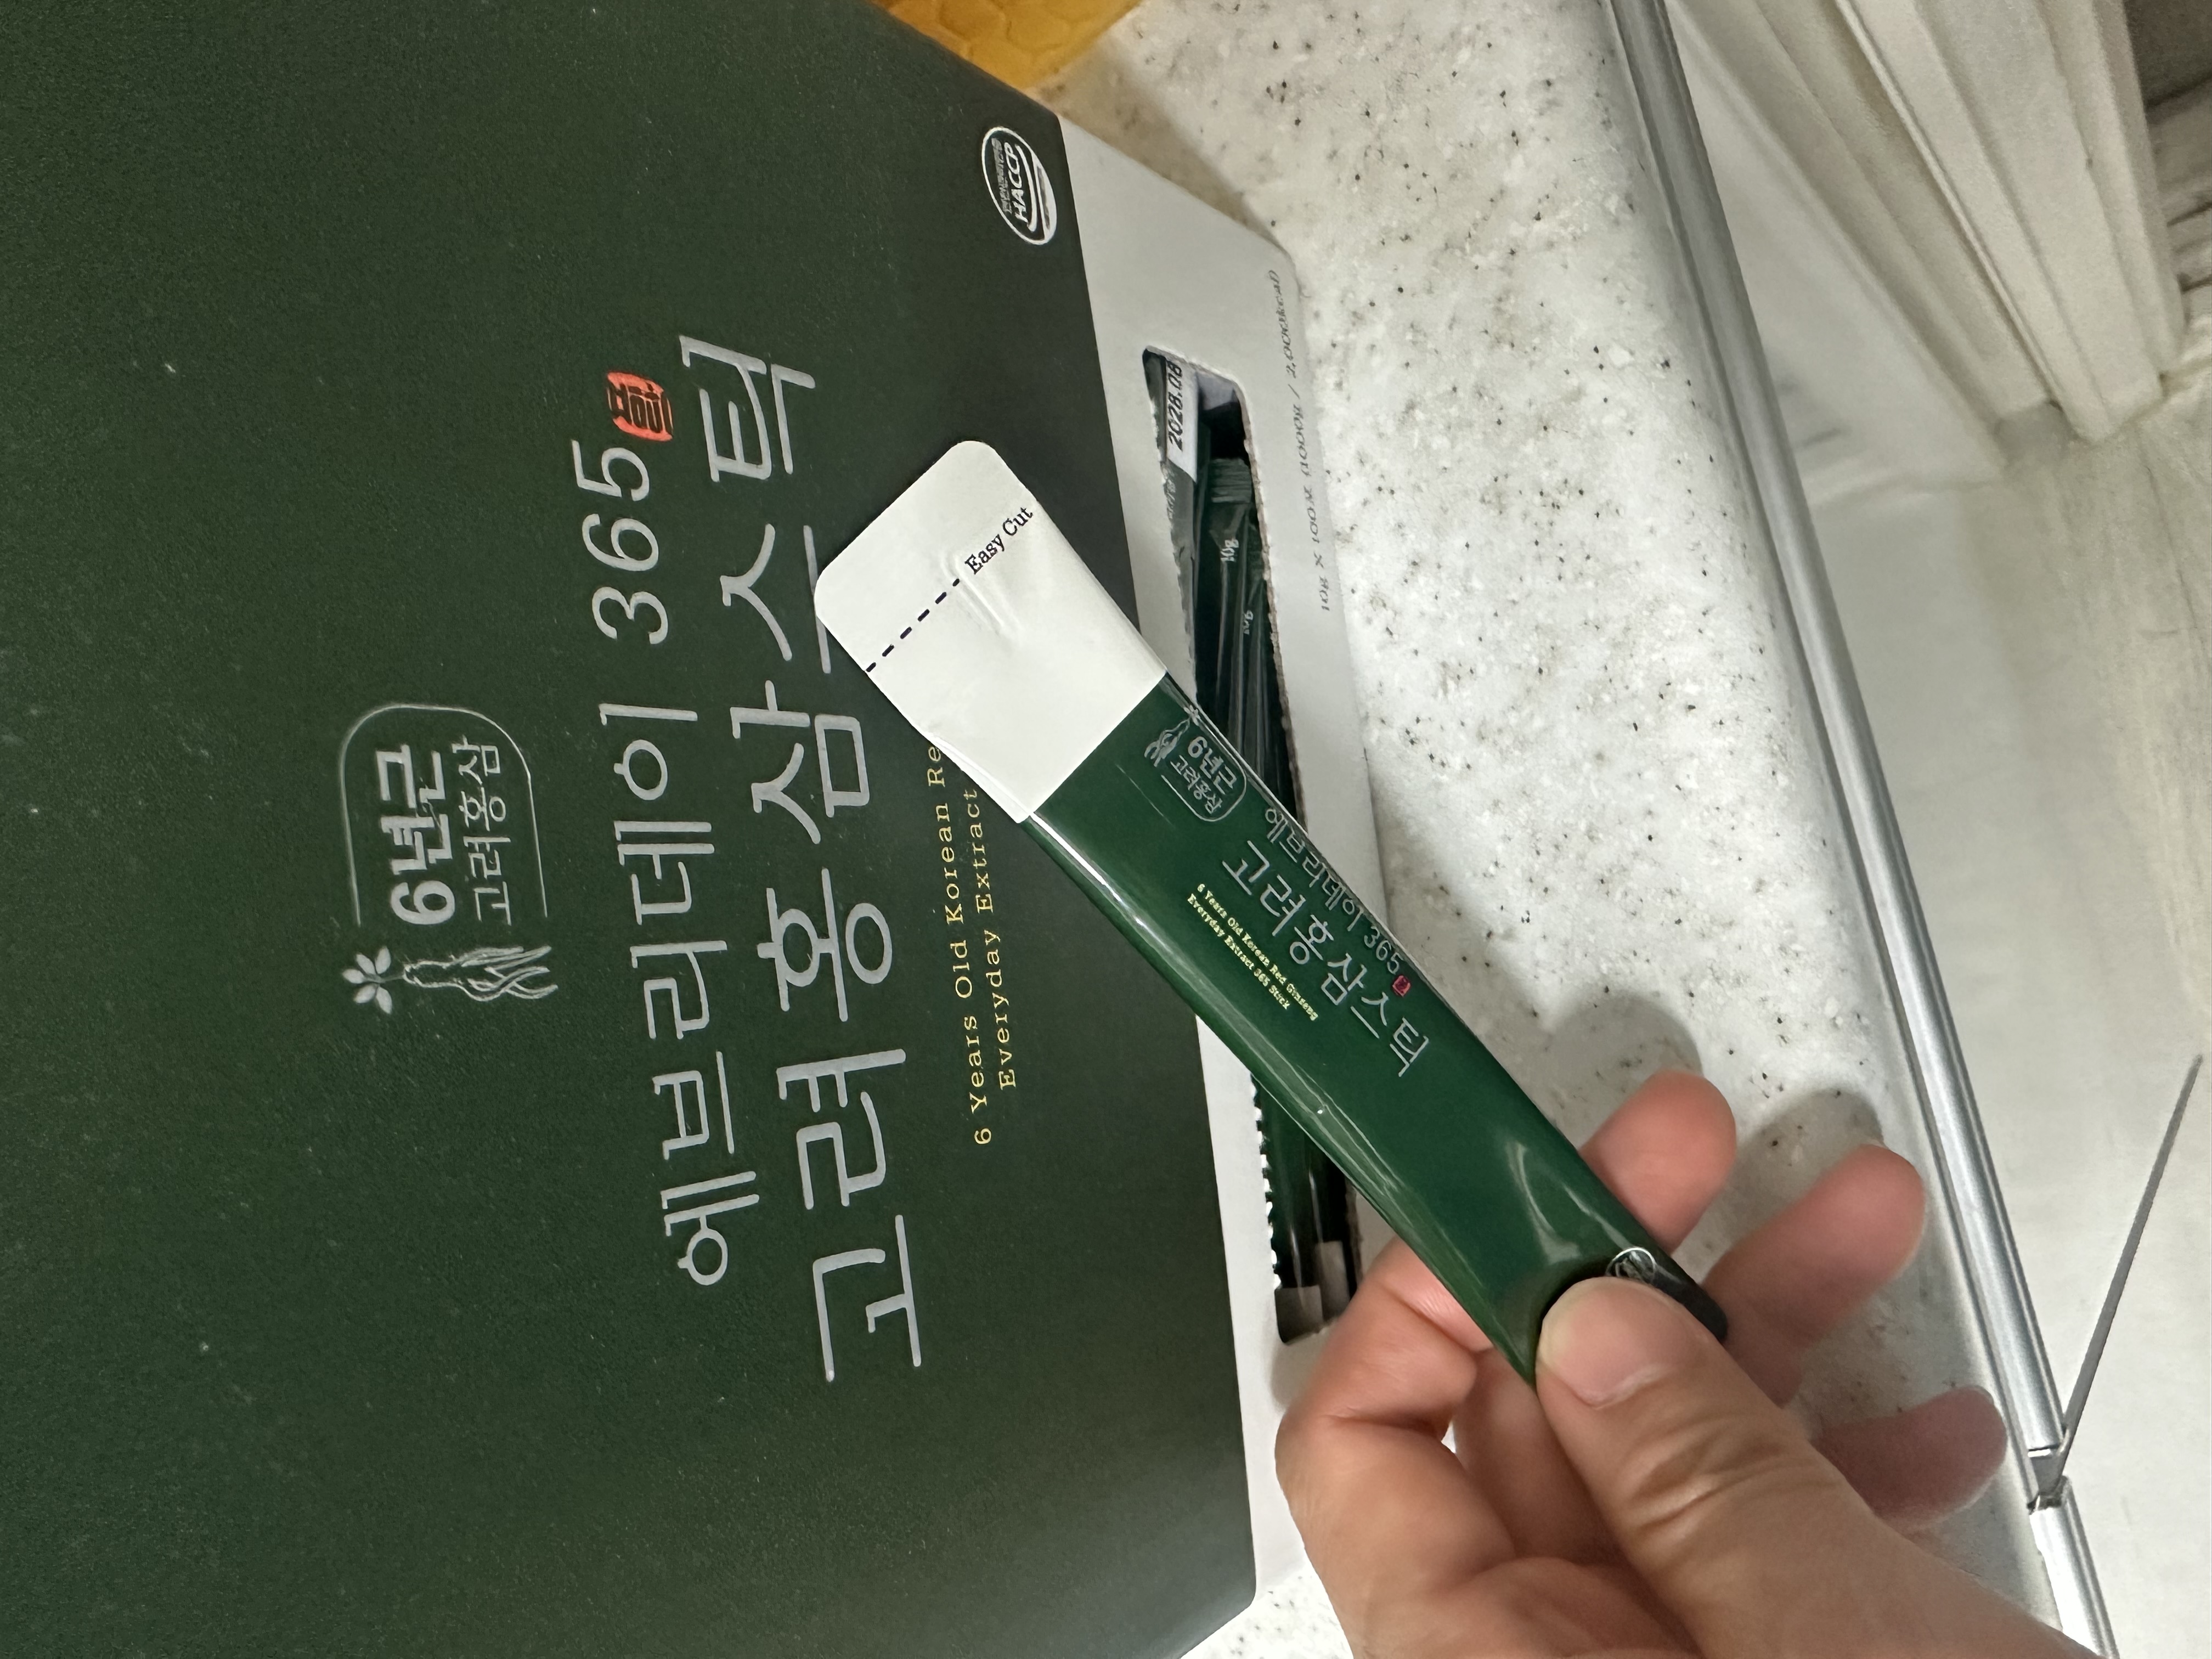 6년근
고려홍삼
에브리데이 365
고려홍삼스틱
6 Years Old Korean Re
Everyday Extract
HACCP
10g X 100포 (1000g / 2,000kcal)
2028.08
10g
Easy Cut
6년근
고려홍삼
에브리데이 365
고려홍삼스틱
6 Years Old Korean Red Ginseng
Everyday Extract 365 Stick